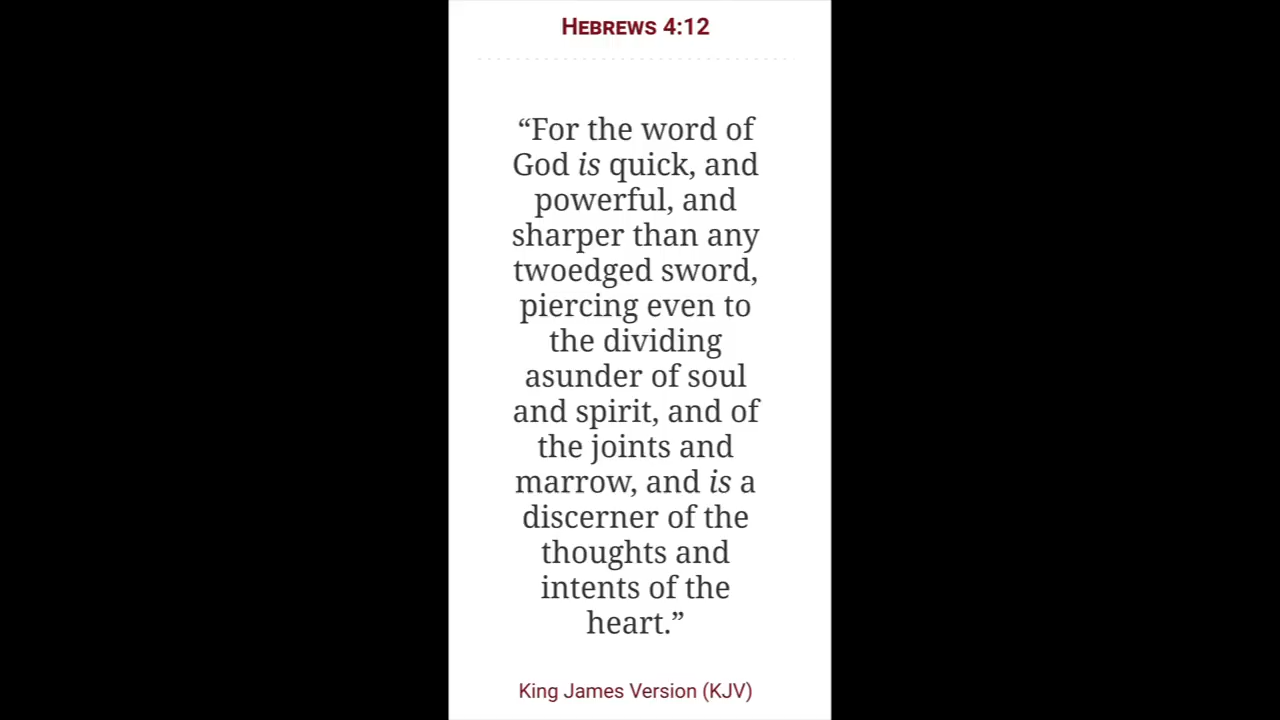 HEBREWS 4:12
“For the word of
God is quick, and
powerful, and
sharper than any
twoedged sword,
piercing even to
the dividing
asunder of soul
and spirit, and of
the joints and
marrow, and is a
discerner of the
thoughts and
intents of the
heart.”
King James Version (KJV)